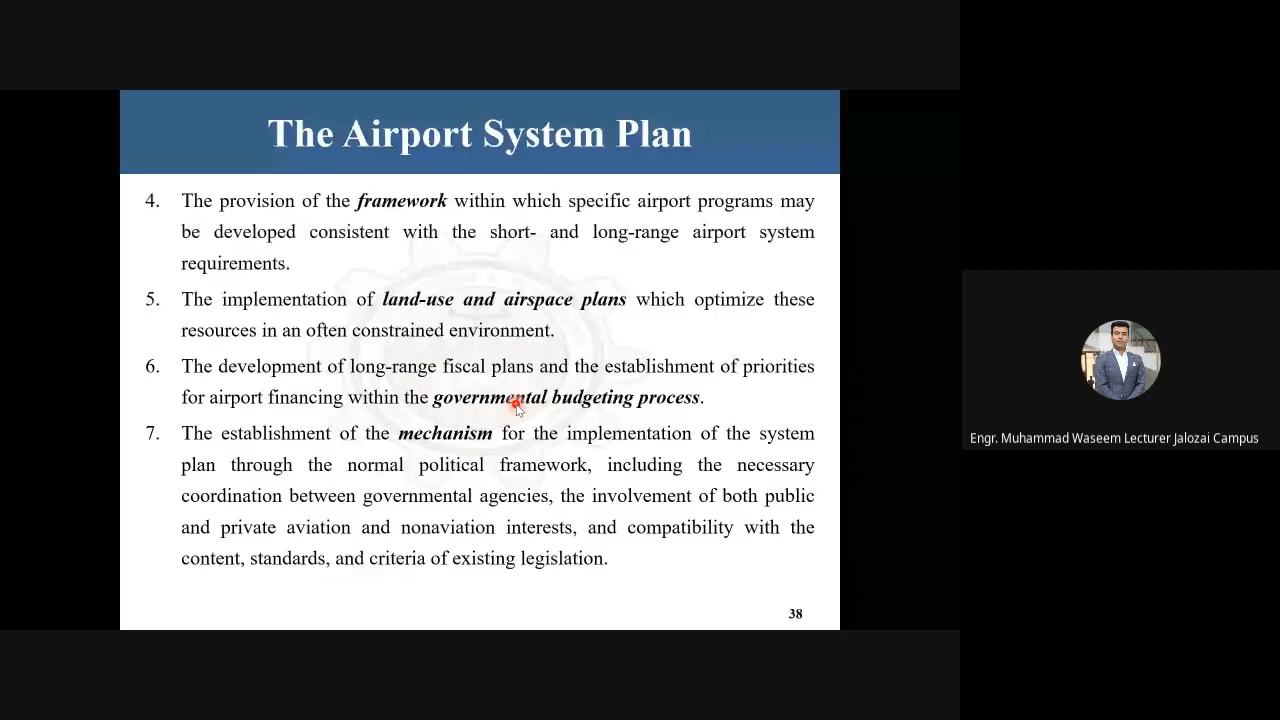 The Airport System Plan
4. The provision of the framework within which specific airport programs may
be developed consistent with the short- and long-range airport system
requirements.
5. The implementation of land-use and airspace plans which optimize these
resources in an often constrained environment.
6. The development of long-range fiscal plans and the establishment of priorities
for airport financing within the governmental budgeting process.
7. The establishment of the mechanism for the implementation of the system
plan through the normal political framework, including the necessary
coordination between governmental agencies, the involvement of both public
and private aviation and nonaviation interests, and compatibility with the
content, standards, and criteria of existing legislation.
38
Engr. Muhammad Waseem Lecturer Jalozai Campus